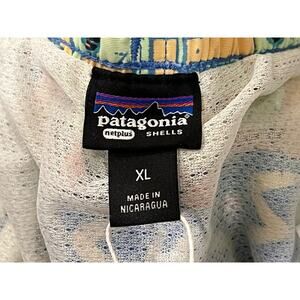 patagonia®
netplus SHELLS
XL
MADE IN
NICARAGUA